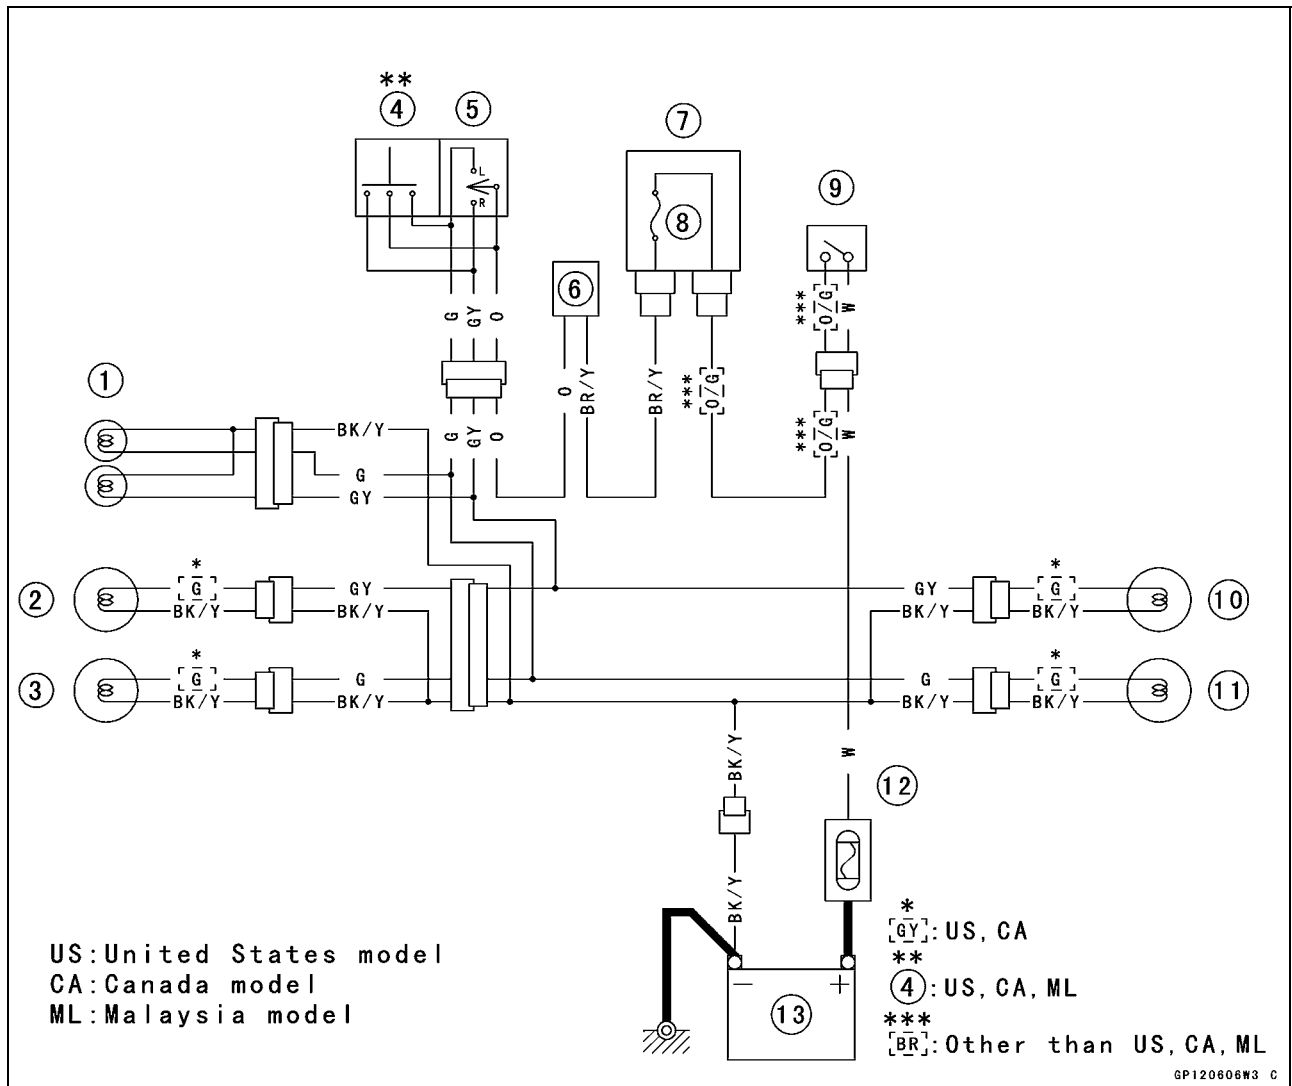 **
4 5
7
9
8
6
L
R
G GY O
***
O/G W
1
O BR/Y BR/Y
***
O/G
***
O/G W
G GY O
BK/Y
G
GY
*
2 G GY GY G 10
*
BK/Y BK/Y BK/Y BK/Y
*
3 G G G G 11
*
BK/Y BK/Y BK/Y BK/Y
BK/Y W
12
BK/Y
*
GY: US, CA
**
4: US, CA, ML
***
BR: Other than US, CA, ML
US:United States model
CA:Canada model
ML:Malaysia model
− +
13
GP120606W3 C